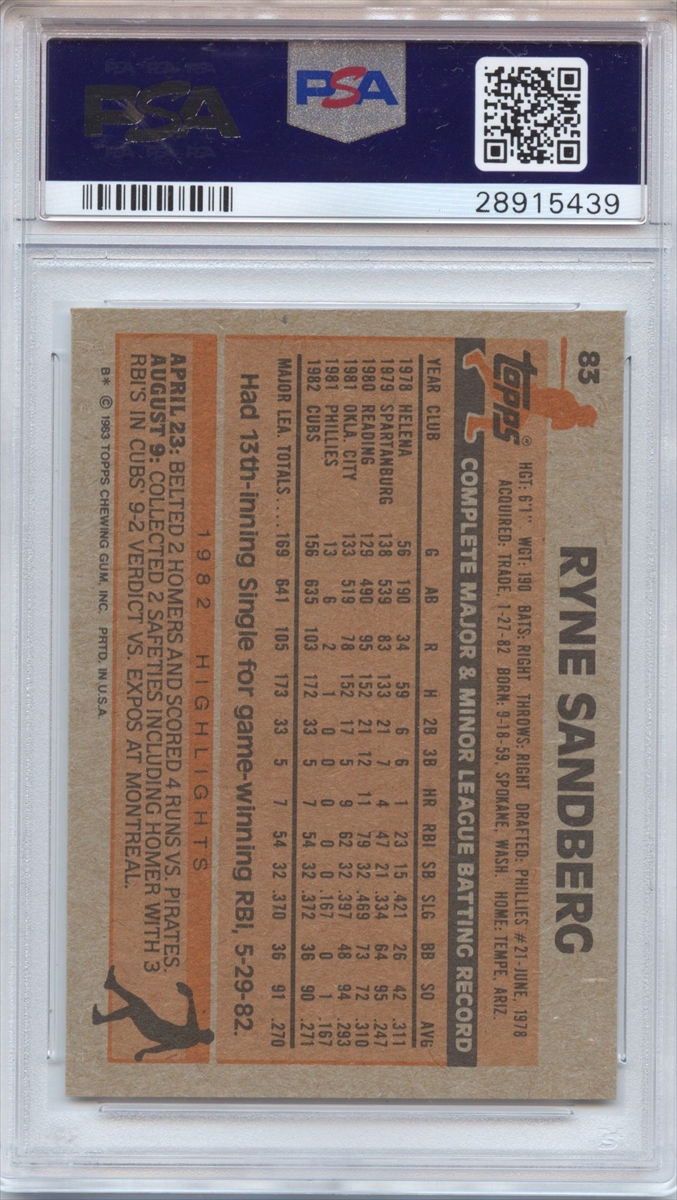 PSA
PSA
28915439
83
topps®
RYNE SANDBERG
HGT: 6'1" WGT: 190 BATS: RIGHT THROWS: RIGHT DRAFTED: PHILLIES #21-JUNE, 1978
ACQUIRED: TRADE, 1-27-82 BORN: 9-18-59, SPOKANE, WASH. HOME: TEMPE, ARIZ.
COMPLETE MAJOR & MINOR LEAGUE BATTING RECORD
YEAR CLUB G AB R H 2B 3B HR RBI SB SLG BB SO AVG
1978 HELENA 56 190 34 59 6 6 1 23 15 .421 26 42 .311
1979 SPARTANBURG 138 539 83 133 21 7 4 47 21 .334 64 95 .247
1980 READING 129 490 95 152 21 12 11 79 32 .469 73 72 .310
1981 OKLA. CITY 133 519 78 152 17 5 9 62 32 .397 48 94 .293
1981 PHILLIES 13 6 2 1 0 0 0 0 0 .167 0 1 .167
1982 CUBS 156 635 103 172 33 5 7 54 32 .372 36 90 .271
MAJOR LEA. TOTALS.... 169 641 105 173 33 5 7 54 32 .370 36 91 .270
Had 13th-inning Single for game-winning RBI, 5-29-82.
1982 HIGHLIGHTS
APRIL 23: BELTED 2 HOMERS AND SCORED 4 RUNS VS. PIRATES.
AUGUST 9: COLLECTED 2 SAFETIES INCLUDING HOMER WITH 3
RBI'S IN CUBS' 9-2 VERDICT VS. EXPOS AT MONTREAL.
B* © 1983 TOPPS CHEWING GUM, INC. PRTD. IN U.S.A.